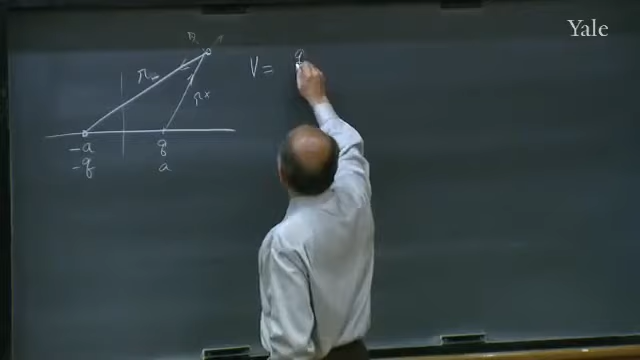 Yale
r₋
r₊
V = q
-a q
-q a